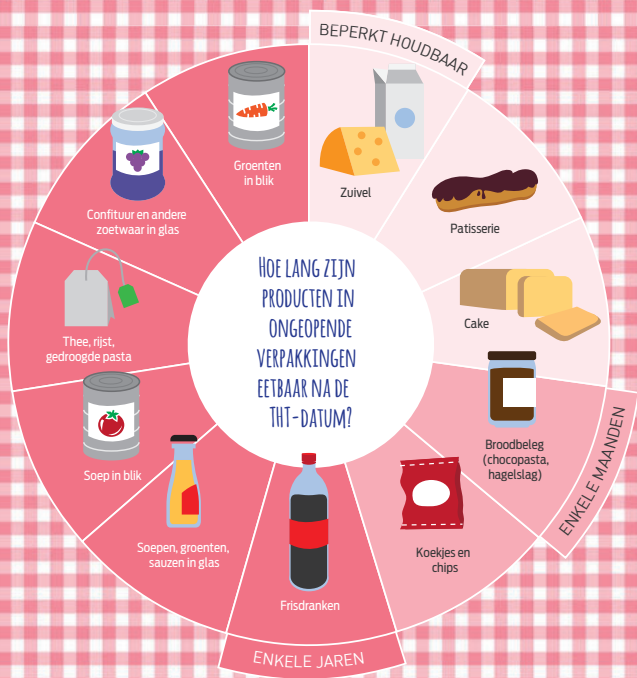 BEPERKT HOUDBAAR
Groenten
in blik
Zuivel
Patisserie
Confituur en andere
zoetwaar in glas
HOE LANG ZIJN
PRODUCTEN IN
ONGEOPENDE
VERPAKKINGEN
EETBAAR NA DE
THT-DATUM?
Cake
Thee, rijst,
gedroogde pasta
Broodbeleg
(chocopasta,
hagelslag)
ENKELE MAANDEN
Soep in blik
Koekjes en
chips
Soepen, groenten,
sauzen in glas
Frisdranken
ENKELE JAREN